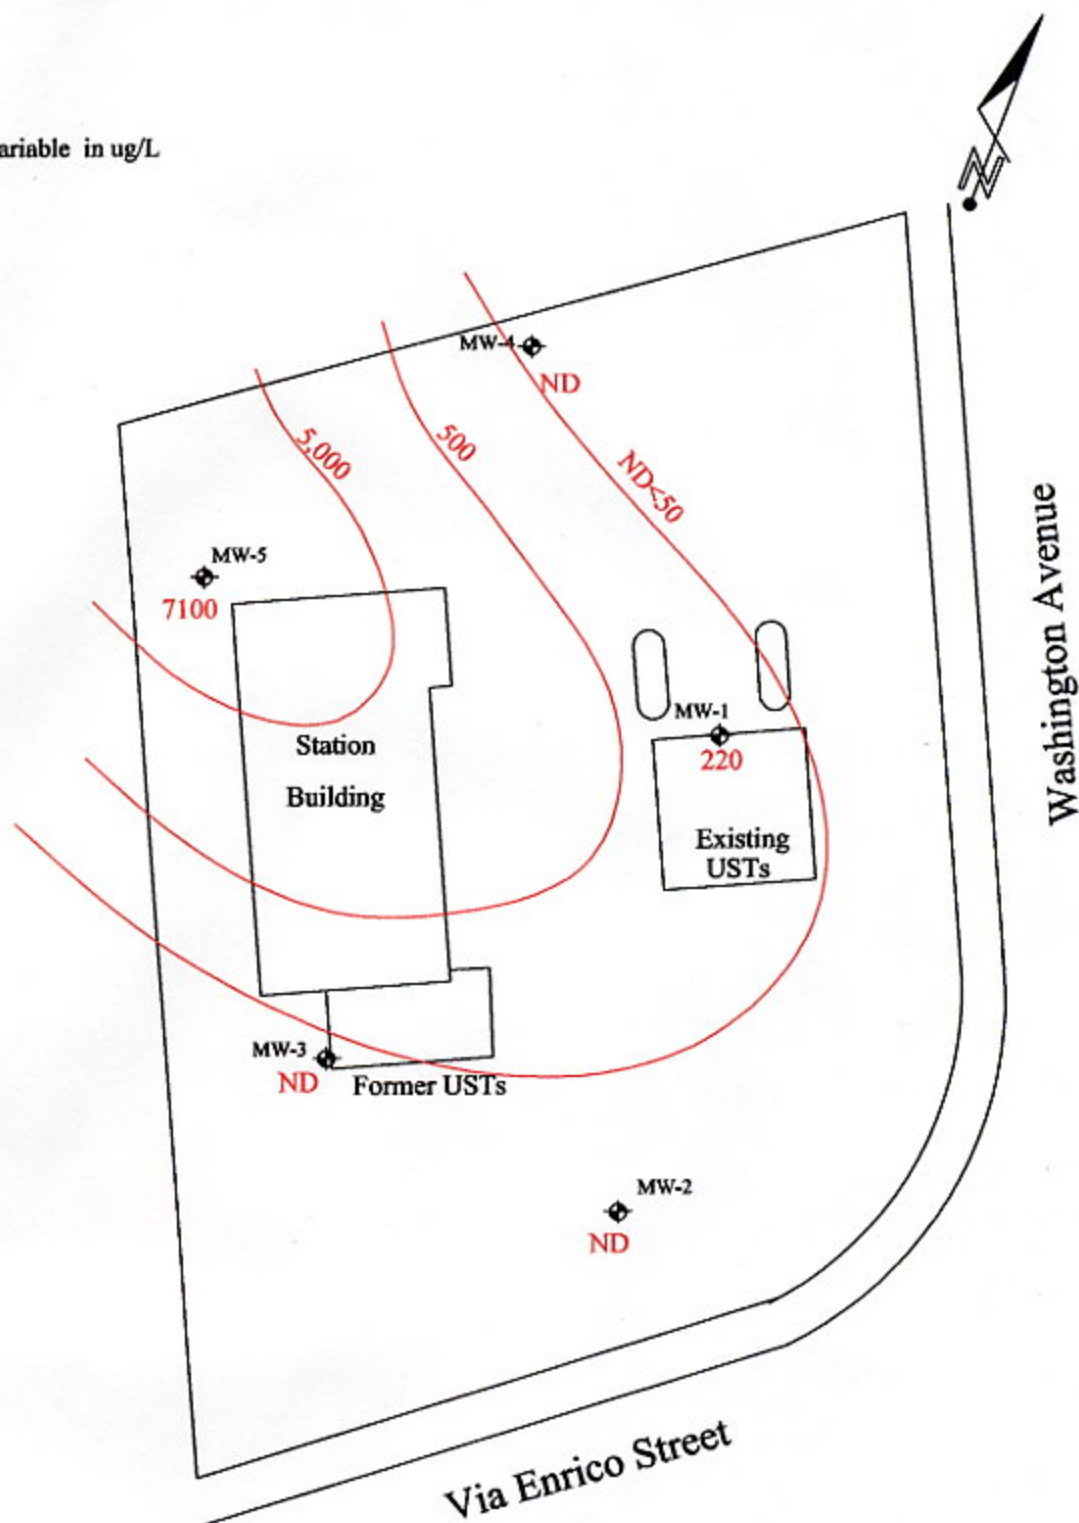 ariable in ug/L
MW-4
ND
5,000
500
ND<50
MW-5
7100
MW-1
220
Station
Building
Existing
USTs
MW-3
ND
Former USTs
MW-2
ND
Washington Avenue
Via Enrico Street